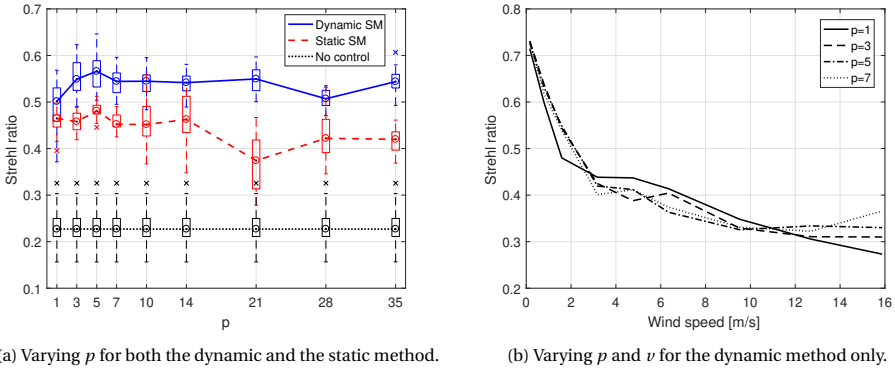 0.7
0.6
0.5
0.4
0.3
0.2
0.1
Strehl ratio
Dynamic SM
Static SM
No control
1 3 5 7 10 14 21 28 35
p
0.8
0.7
0.6
0.5
0.4
0.3
0.2
Strehl ratio
p=1
p=3
p=5
p=7
0 2 4 6 8 10 12 14 16
Wind speed [m/s]
(a) Varying p for both the dynamic and the static method.
(b) Varying p and v for the dynamic method only.